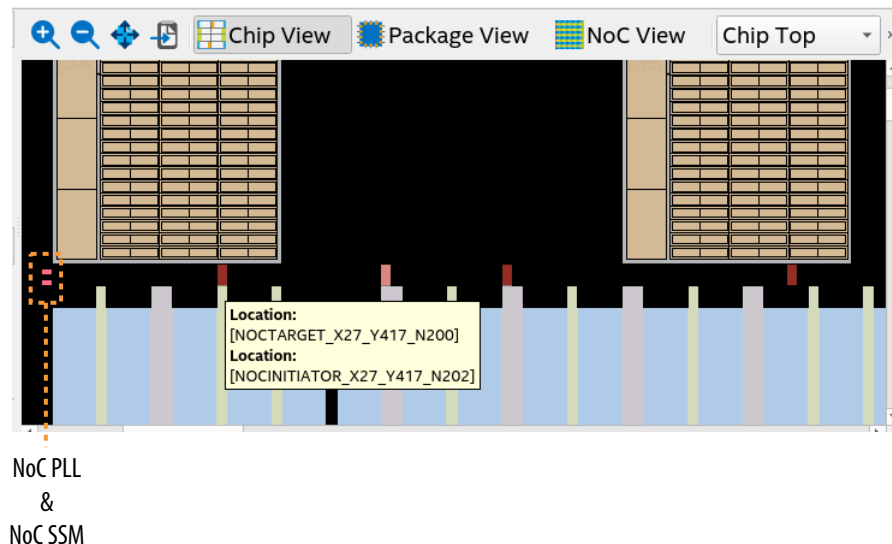 Chip View
Package View
NoC View
Chip Top
Location:
[NOCTARGET_X27_Y417_N200]
Location:
[NOCINITIATOR_X27_Y417_N202]
NoC PLL
&
NoC SSM